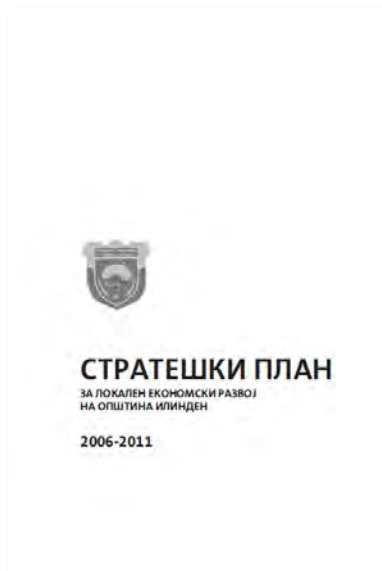 СТРАТЕШКИ ПЛАН
ЗА ЛОКАЛЕН ЕКОНОМСКИ РАЗВОЈ
НА ОПШТИНА ИЛИНДЕН
2006-2011